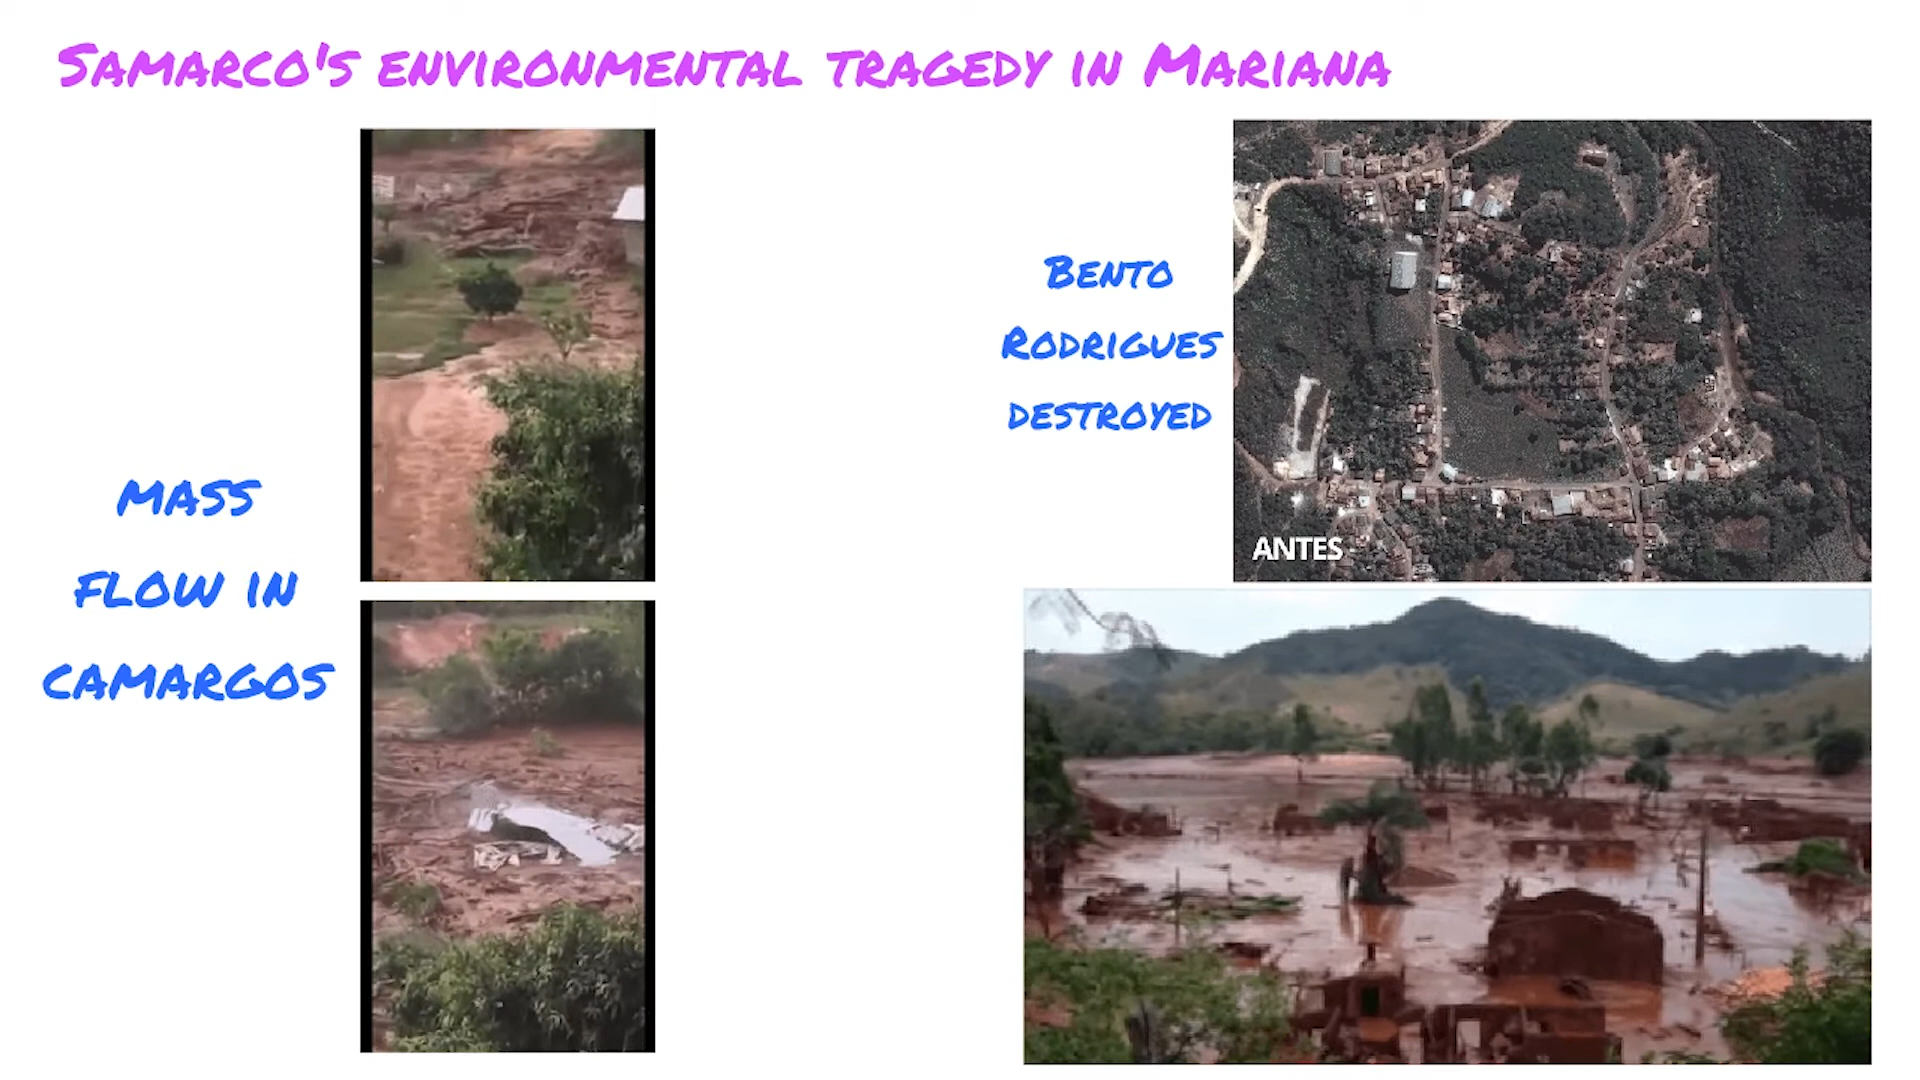 Samarco's environmental tragedy in Mariana
mass
flow in
camargos
Bento
Rodrigues
destroyed
ANTES